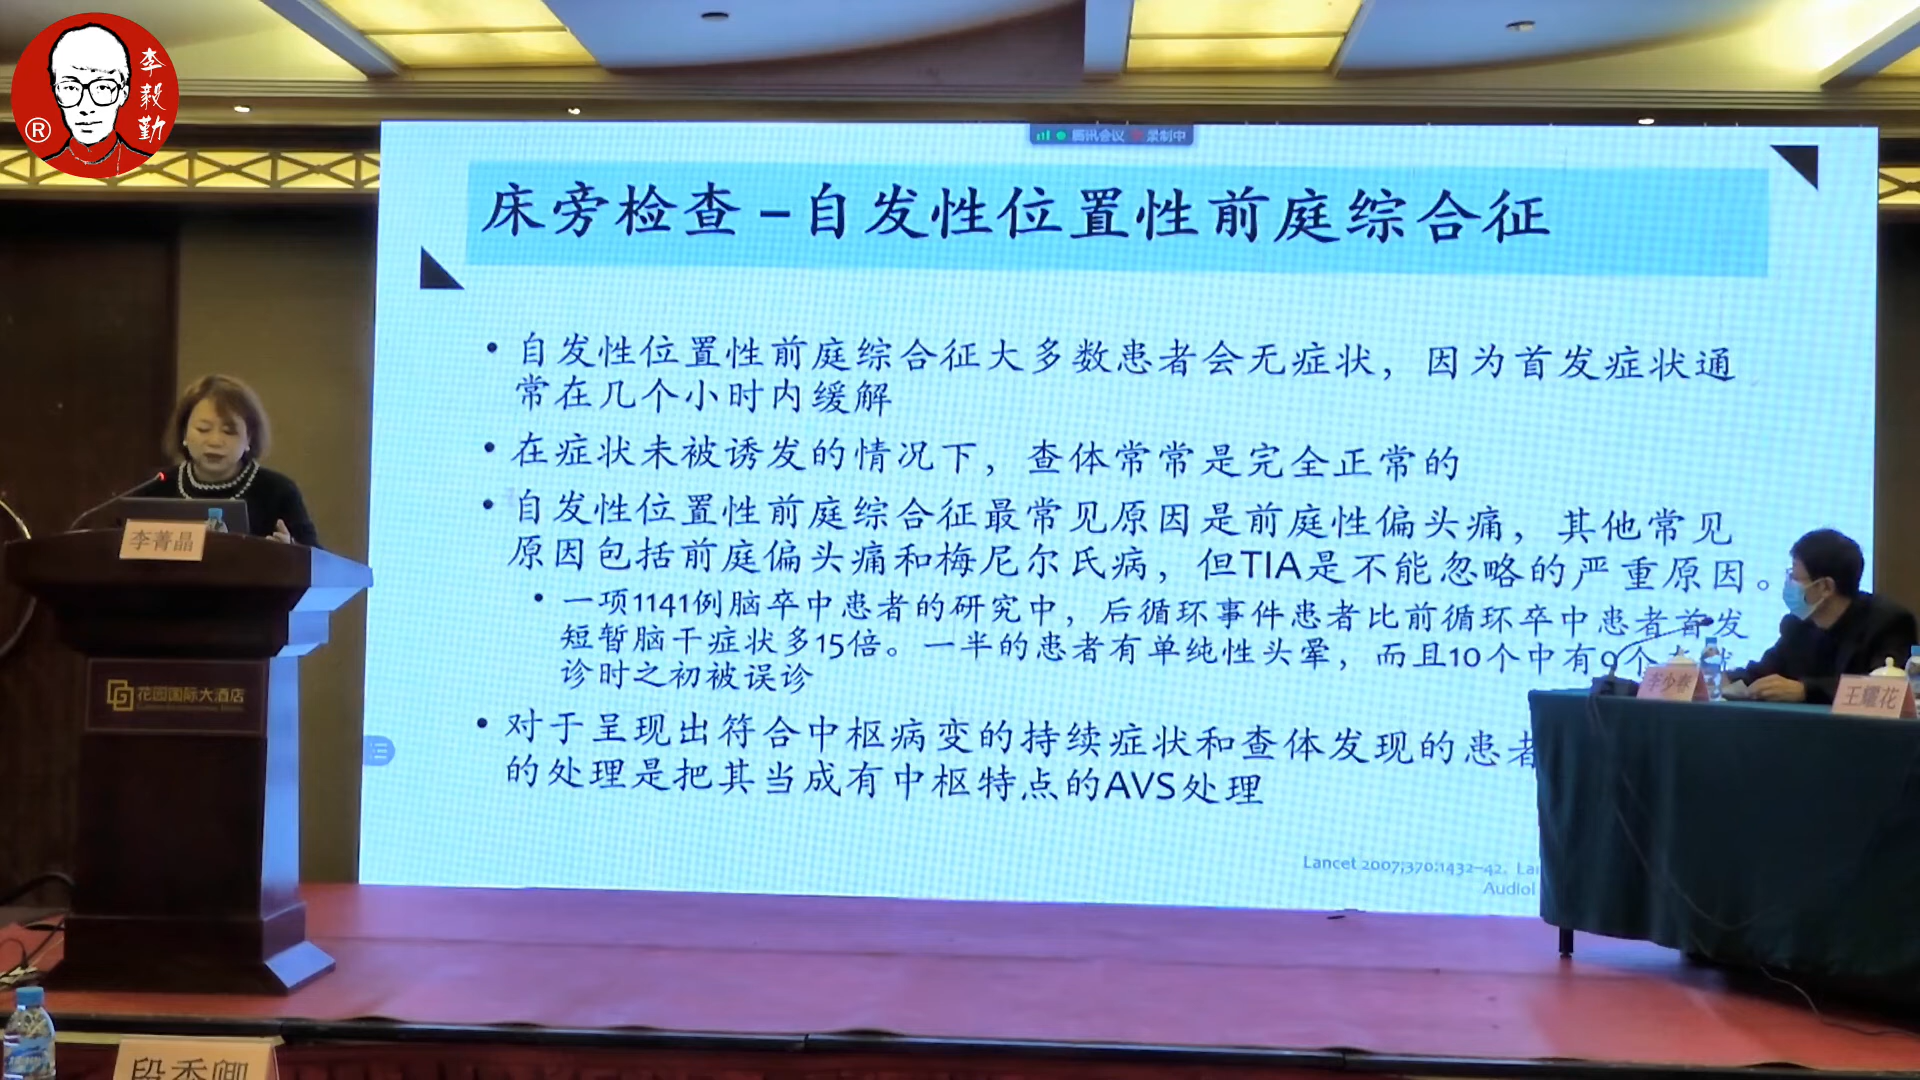 李毅勤
®
腾讯会议 录制中
床旁检查 –自发性位置性前庭综合征
• 自发性位置性前庭综合征大多数患者会无症状，因为首发症状通
常在几个小时内缓解
• 在症状未被诱发的情况下，查体常常是完全正常的
• 自发性位置性前庭综合征最常见原因是前庭性偏头痛，其他常见
原因包括前庭偏头痛和梅尼尔氏病，但TIA是不能忽略的严重原因。
• 一项1141例脑卒中患者的研究中，后循环事件患者比前循环卒中患者首发
短暂脑干症状多15倍。一半的患者有单纯性头晕，而且10个中有9个
诊时之初被误诊
• 对于呈现出符合中枢病变的持续症状和查体发现的患者
的处理是把其当成有中枢特点的AVS处理
Lancet 2007;370:1432–42. Lan
Audiol
李菁晶
花园国际大酒店
李少春
王耀花
段香卿